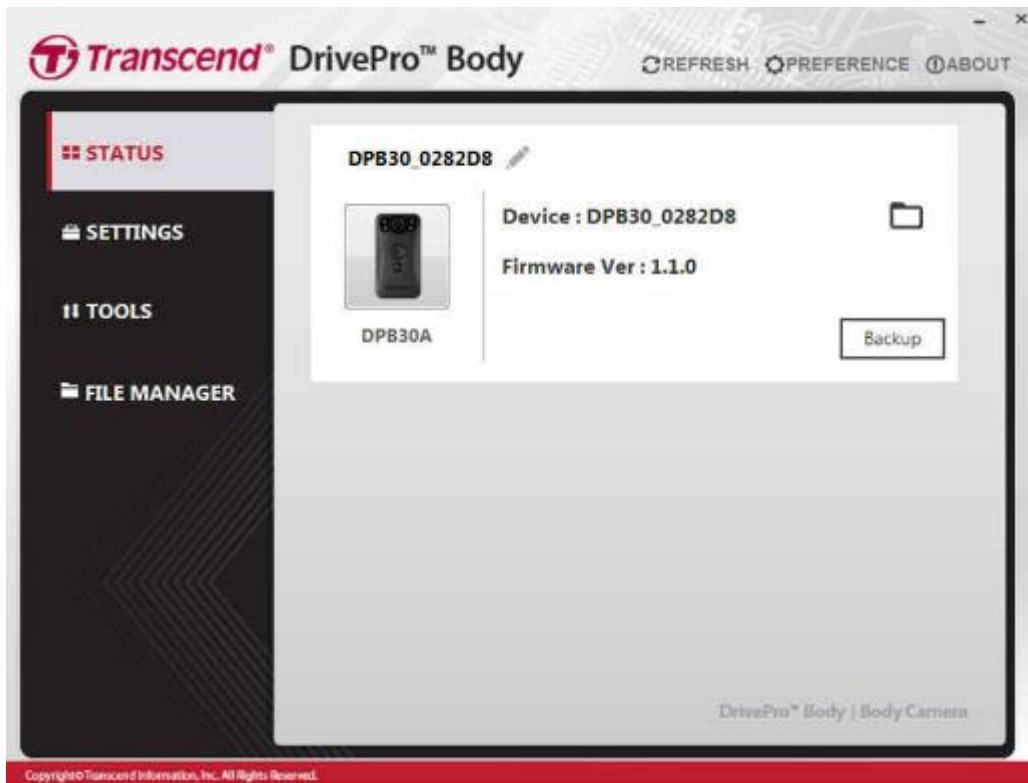 Transcend® DrivePro™ Body
REFRESH PREFERENCE ABOUT
STATUS
SETTINGS
TOOLS
FILE MANAGER
DPB30_0282D8
DPB30A
Device : DPB30_0282D8
Firmware Ver : 1.1.0
Backup
DrivePro™ Body | Body Camera
Copyright© Transcend Information, Inc. All Rights Reserved.